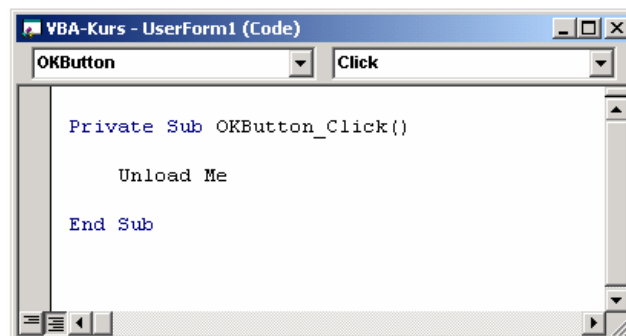 VBA-Kurs - UserForm1 (Code)
OKButton Click
Private Sub OKButton_Click()
Unload Me
End Sub